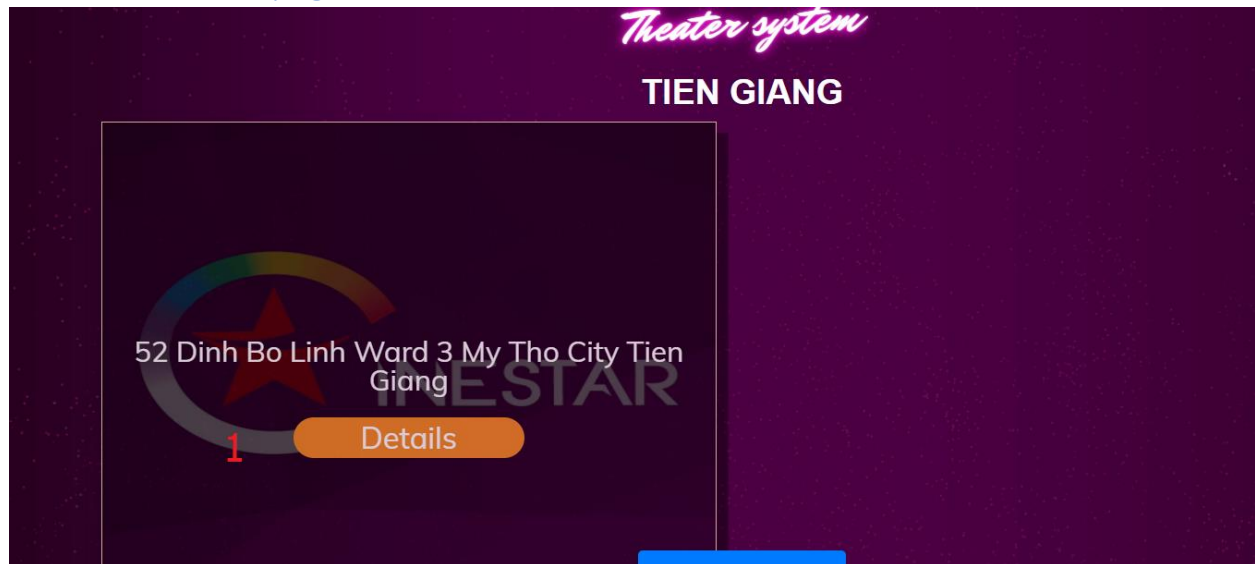 Theater system
TIEN GIANG
52 Dinh Bo Linh Ward 3 My Tho City Tien
Giang
INESTAR
1 Details